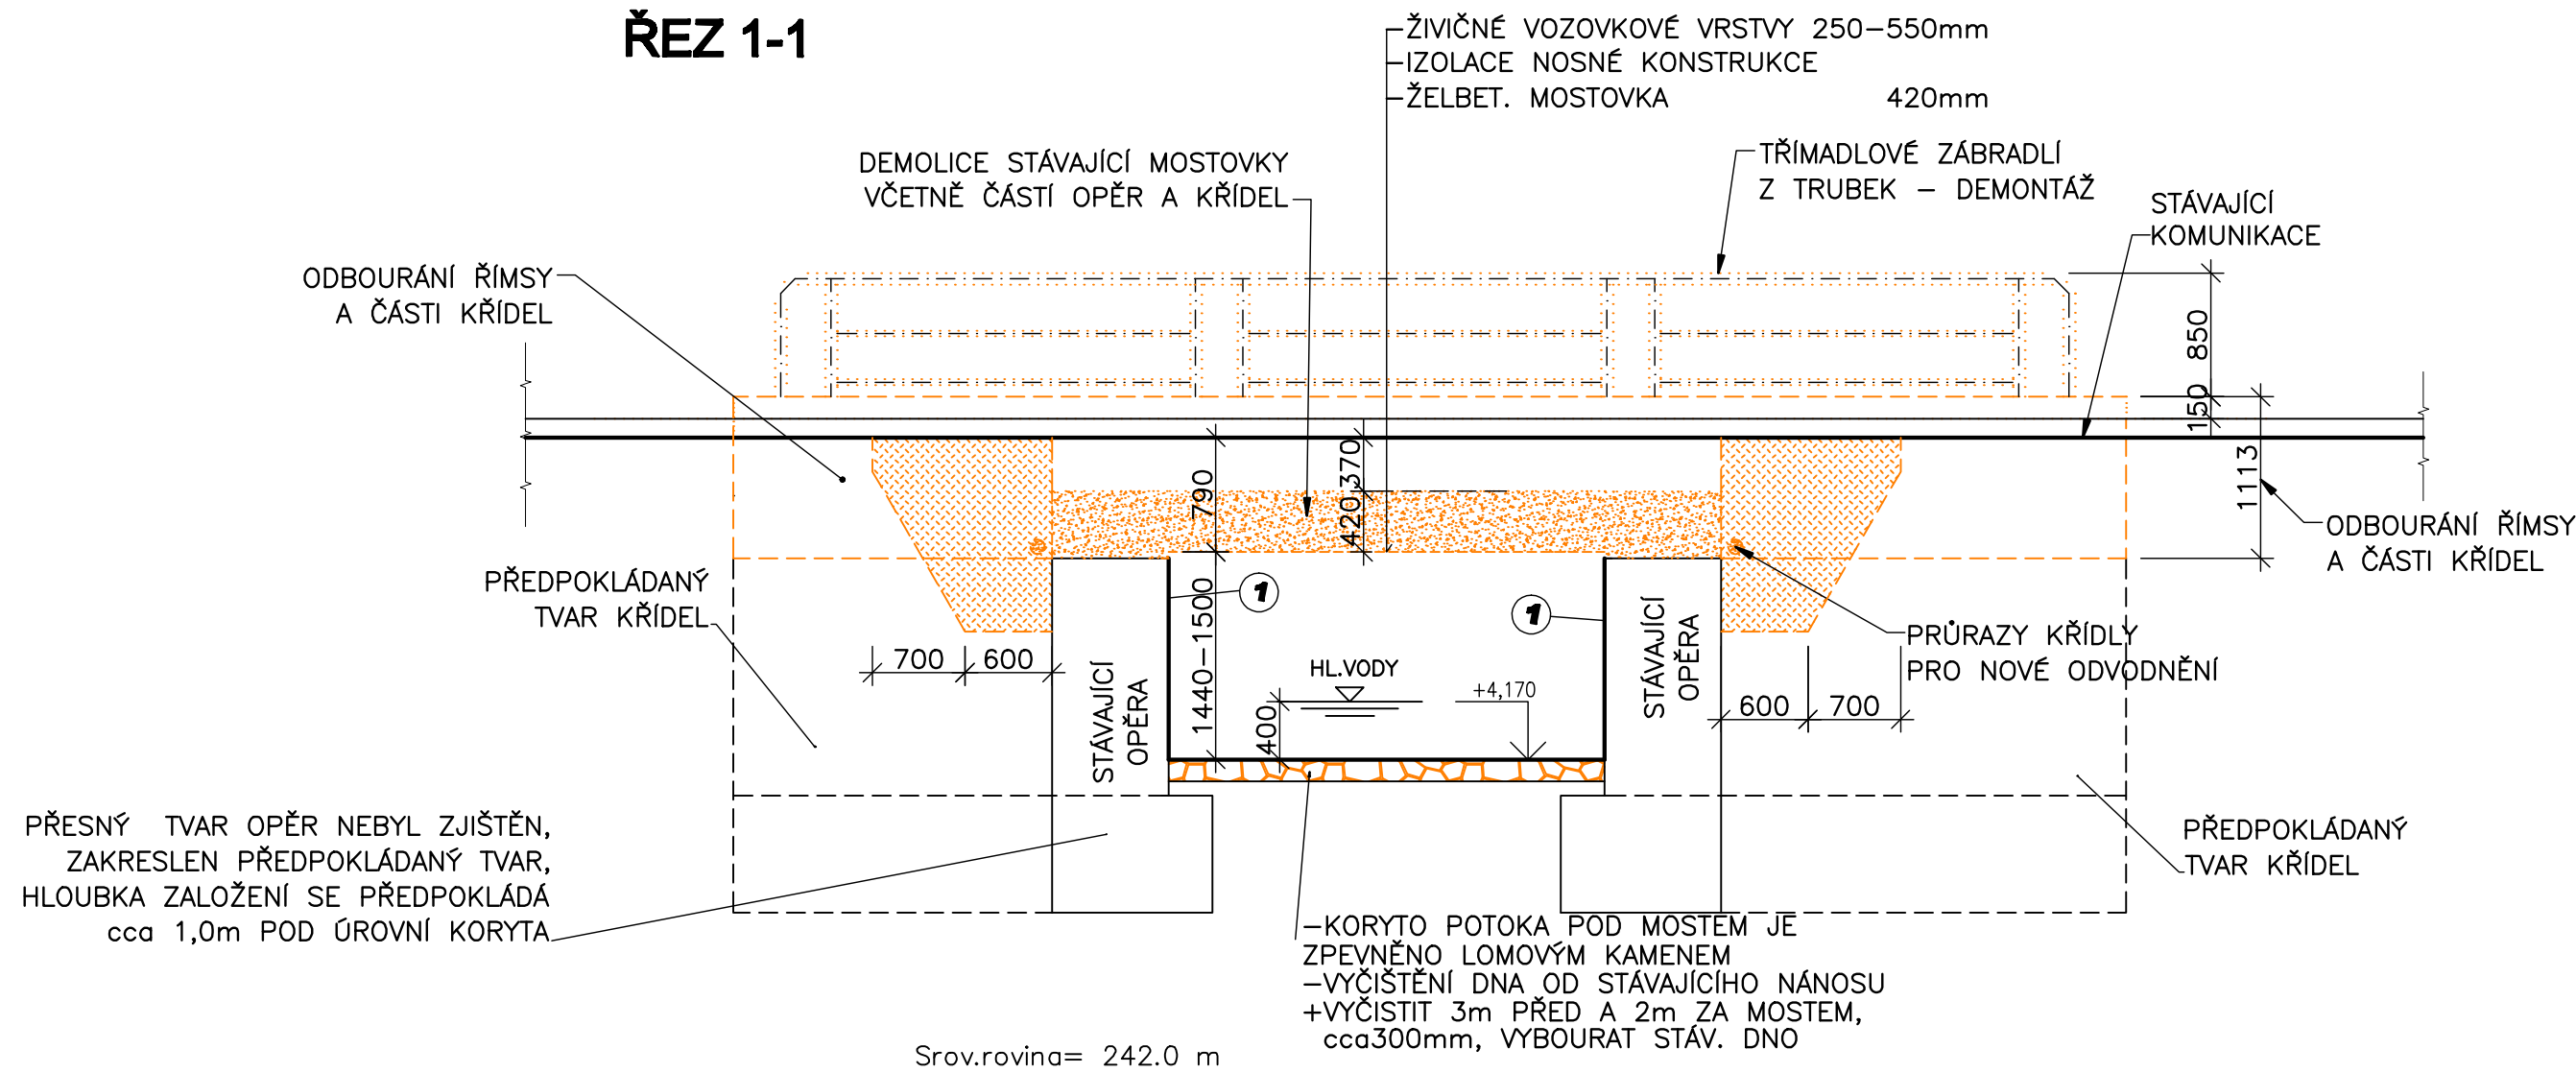 ŘEZ 1-1
ŽIVIČNÉ VOZOVKOVÉ VRSTVY 250-550mm
IZOLACE NOSNÉ KONSTRUKCE
ŽELBET. MOSTOVKA 420mm
DEMOLICE STÁVAJÍCÍ MOSTOVKY
VČETNĚ ČÁSTÍ OPĚR A KŘÍDEL
TŘÍMADLOVÉ ZÁBRADLÍ
Z TRUBEK - DEMONTÁŽ
STÁVAJÍCÍ
KOMUNIKACE
ODBOURÁNÍ ŘÍMSY
A ČÁSTI KŘÍDEL
850
150
1113
790
370
420
ODBOURÁNÍ ŘÍMSY
A ČÁSTI KŘÍDEL
PŘEDPOKLÁDANÝ
TVAR KŘÍDEL
1
1
1440-1500
700 600
STÁVAJÍCÍ
OPĚRA
HL.VODY
400
+4,170
STÁVAJÍCÍ
OPĚRA
PRŮRAZY KŘÍDLY
PRO NOVÉ ODVODNĚNÍ
600 700
PŘESNÝ TVAR OPĚR NEBYL ZJIŠTĚN,
ZAKRESLEN PŘEDPOKLÁDANÝ TVAR,
HLOUBKA ZALOŽENÍ SE PŘEDPOKLÁDÁ
cca 1,0m POD ÚROVNÍ KORYTA
PŘEDPOKLÁDANÝ
TVAR KŘÍDEL
-KORYTO POTOKA POD MOSTEM JE
ZPEVNĚNO LOMOVÝM KAMENEM
-VYČIŠTĚNÍ DNA OD STÁVAJÍCÍHO NÁNOSU
+VYČISTIT 3m PŘED A 2m ZA MOSTEM,
cca300mm, VYBOURAT STÁV. DNO
Srov.rovina= 242.0 m